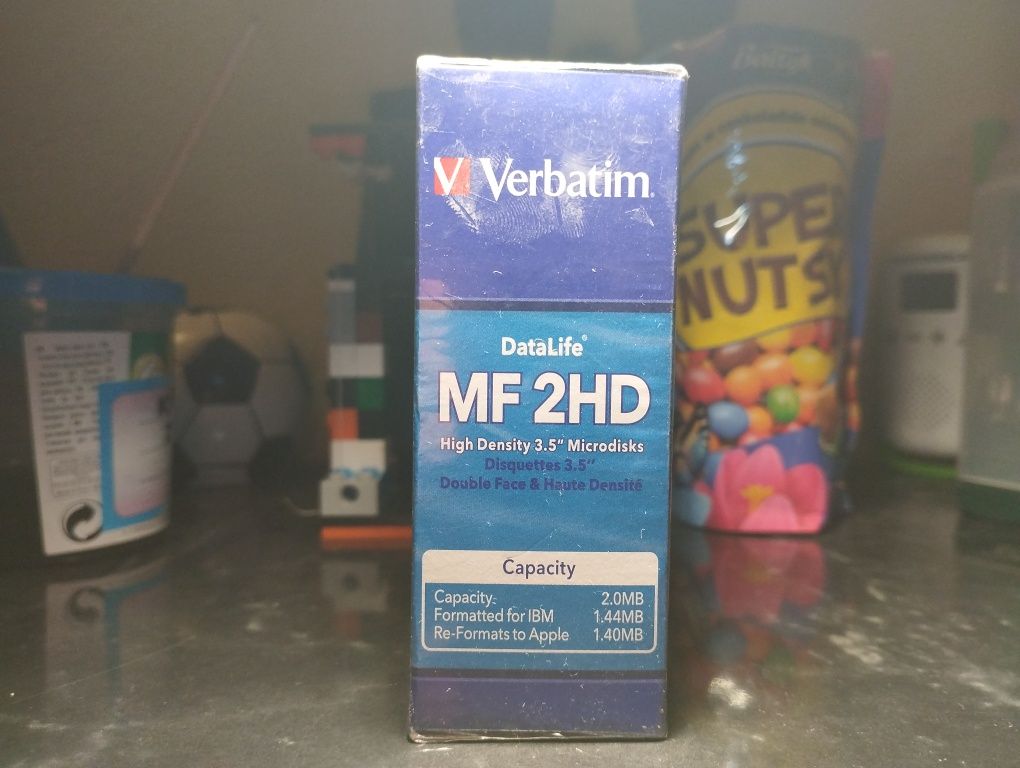 Verbatim
DataLife®
MF 2HD
High Density 3.5" Microdisks
Disquettes 3.5"
Double Face & Haute Densité
Capacity
Capacity 2.0MB
Formatted for IBM 1.44MB
Re-Formats to Apple 1.40MB
SUPER
NUTS